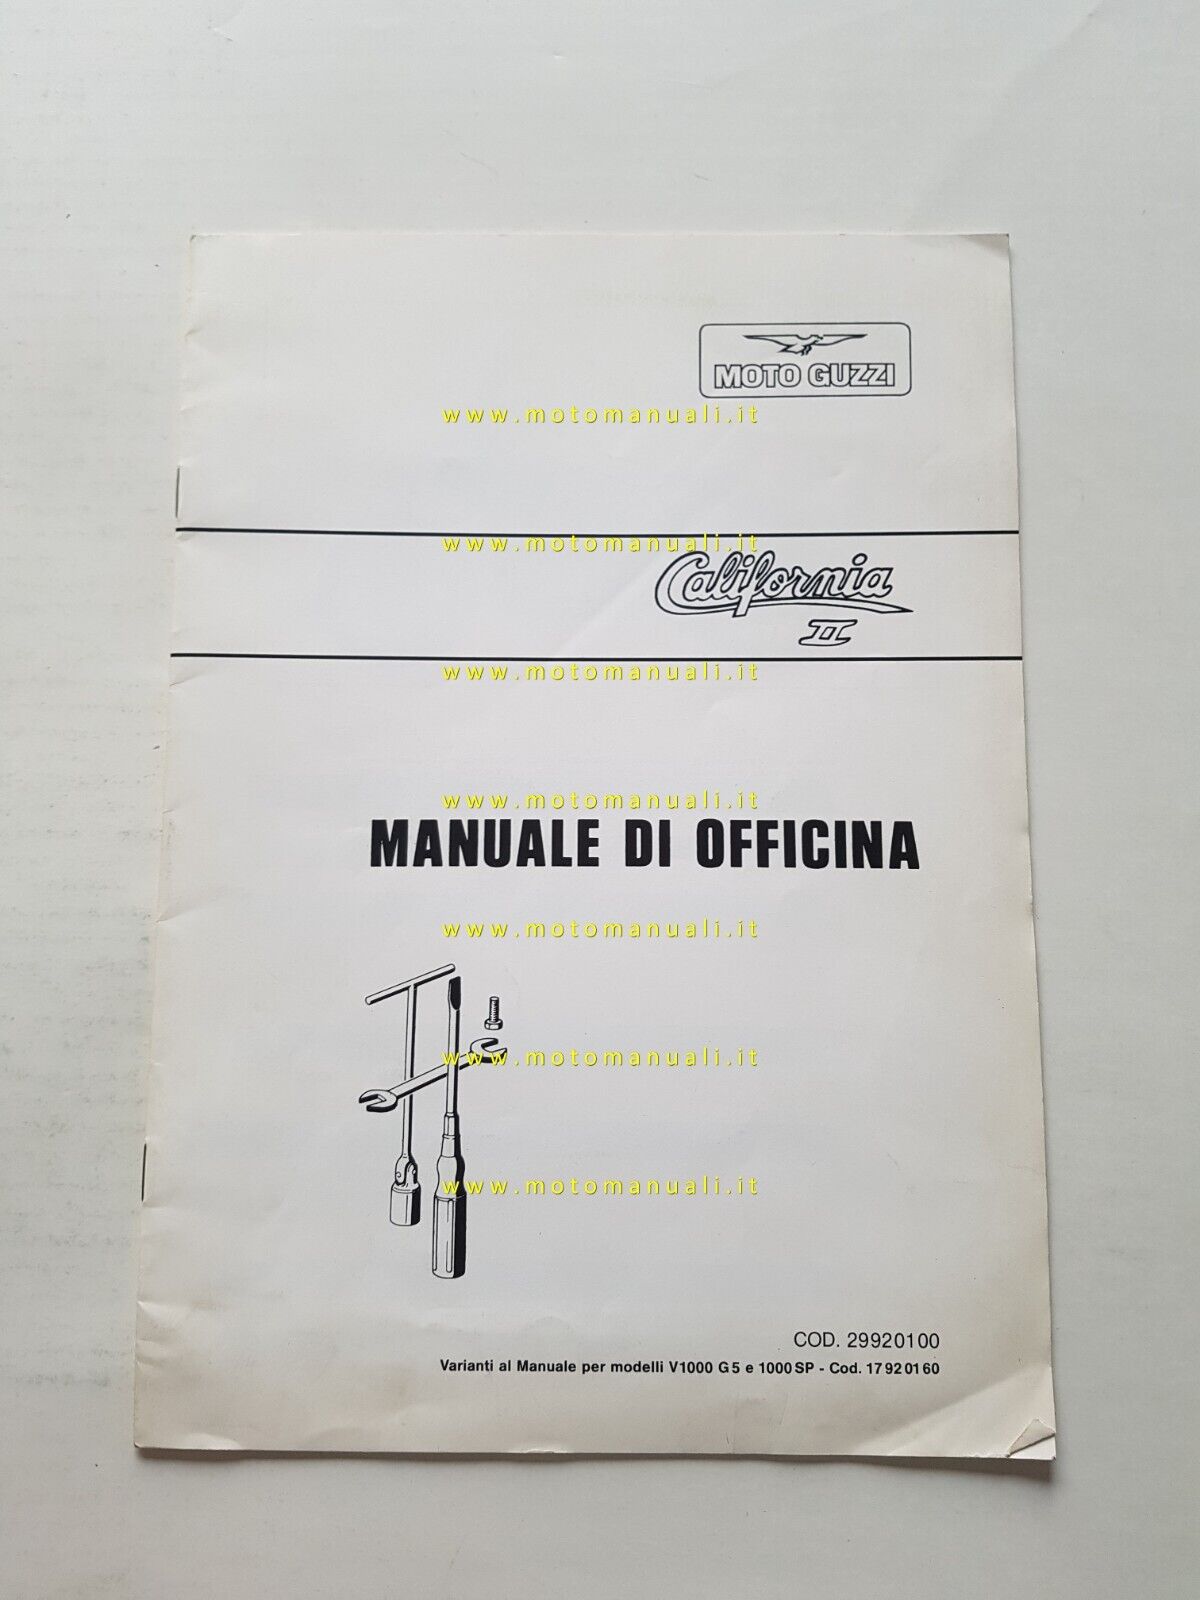 MOTO GUZZI
www.motomanuali.it
www.motomanuali.it
California
II
www.motomanuali.it
www.motomanuali.it
MANUALE DI OFFICINA
www.motomanuali.it
www.motomanuali.it
www.motomanuali.it
COD. 29920100
Varianti al Manuale per modelli V1000 G5 e 1000SP - Cod. 17920160